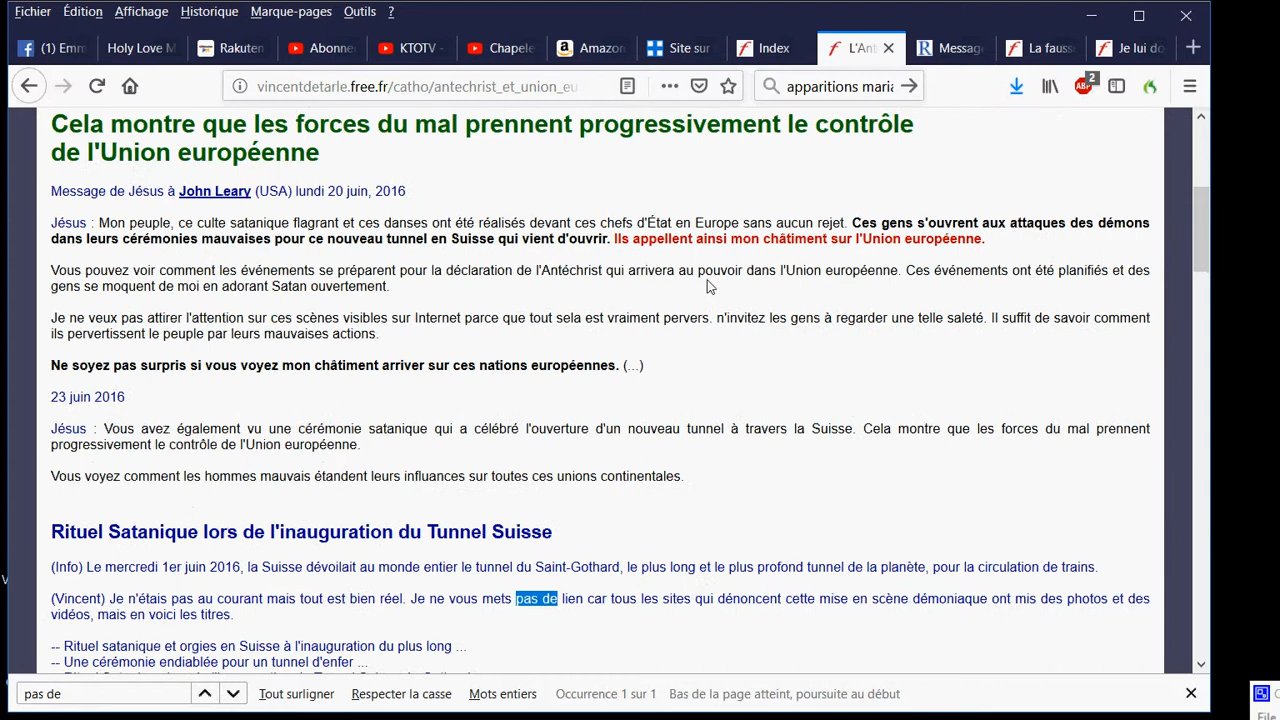 Fichier Édition Affichage Historique Marque-pages Outils ?
(1) Emm Holy Love M Rakuten Abonne KTOTV - Chapele Amazon Site sur Index L'Ant Messag La fauss Je lui do
vincentdetarle.free.fr/catho/antechrist_et_union_eu apparitions maria 2
Cela montre que les forces du mal prennent progressivement le contrôle
de l'Union européenne
Message de Jésus à John Leary (USA) lundi 20 juin, 2016
Jésus : Mon peuple, ce culte satanique flagrant et ces danses ont été réalisés devant ces chefs d'État en Europe sans aucun rejet. Ces gens s'ouvrent aux attaques des démons
dans leurs cérémonies mauvaises pour ce nouveau tunnel en Suisse qui vient d'ouvrir. Ils appellent ainsi mon châtiment sur l'Union européenne.
Vous pouvez voir comment les événements se préparent pour la déclaration de l'Antéchrist qui arrivera au pouvoir dans l'Union européenne. Ces événements ont été planifiés et des
gens se moquent de moi en adorant Satan ouvertement.
Je ne veux pas attirer l'attention sur ces scènes visibles sur Internet parce que tout sela est vraiment pervers. n'invitez les gens à regarder une telle saleté. Il suffit de savoir comment
ils pervertissent le peuple par leurs mauvaises actions.
Ne soyez pas surpris si vous voyez mon châtiment arriver sur ces nations européennes. (...)
23 juin 2016
Jésus : Vous avez également vu une cérémonie satanique qui a célébré l'ouverture d'un nouveau tunnel à travers la Suisse. Cela montre que les forces du mal prennent
progressivement le contrôle de l'Union européenne.
Vous voyez comment les hommes mauvais étandent leurs influences sur toutes ces unions continentales.
Rituel Satanique lors de l'inauguration du Tunnel Suisse
(Info) Le mercredi 1er juin 2016, la Suisse dévoilait au monde entier le tunnel du Saint-Gothard, le plus long et le plus profond tunnel de la planète, pour la circulation de trains.
(Vincent) Je n'étais pas au courant mais tout est bien réel. Je ne vous mets pas de lien car tous les sites qui dénoncent cette mise en scène démoniaque ont mis des photos et des
vidéos, mais en voici les titres.
-- Rituel satanique et orgies en Suisse à l'inauguration du plus long ...
-- Une cérémonie endiablée pour un tunnel d'enfer ...
pas de Tout surligner Respecter la casse Mots entiers Occurrence 1 sur 1 Bas de la page atteint, poursuite au début
File